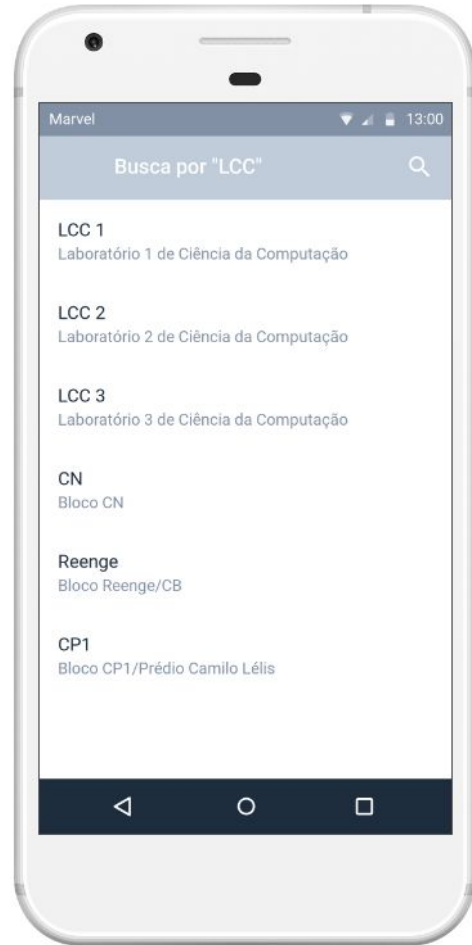 Marvel 13:00
Busca por "LCC"
LCC 1
Laboratório 1 de Ciência da Computação
LCC 2
Laboratório 2 de Ciência da Computação
LCC 3
Laboratório 3 de Ciência da Computação
CN
Bloco CN
Reenge
Bloco Reenge/CB
CP1
Bloco CP1/Prédio Camilo Lélis